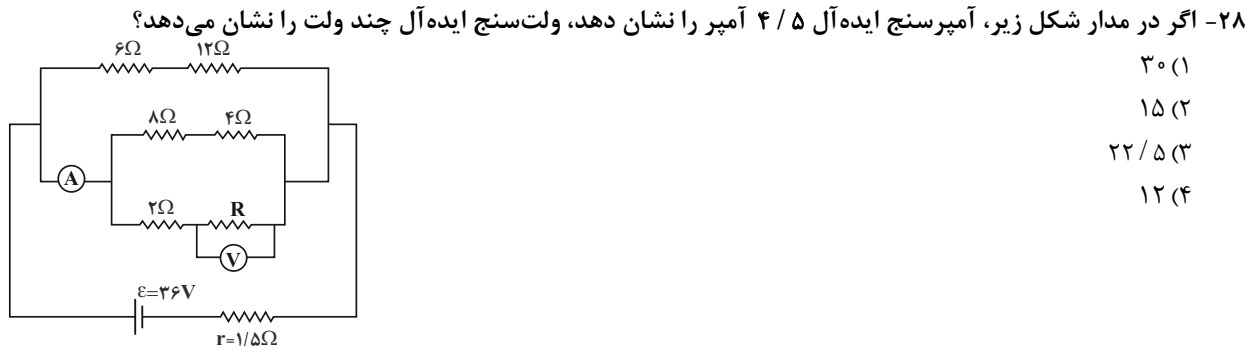 ۲۸- اگر در مدار شکل زیر، آمپرسنج ایده‌آل ۴/۵ آمپر را نشان دهد، ولت‌سنج ایده‌آل چند ولت را نشان می‌دهد؟
۱) ۳۰
۲) ۱۵
۳) ۲۲/۵
۴) ۱۲
۶Ω ۱۲Ω
۸Ω ۴Ω
A
۲Ω R
V
ε=۳۶V
r=۱/۵Ω